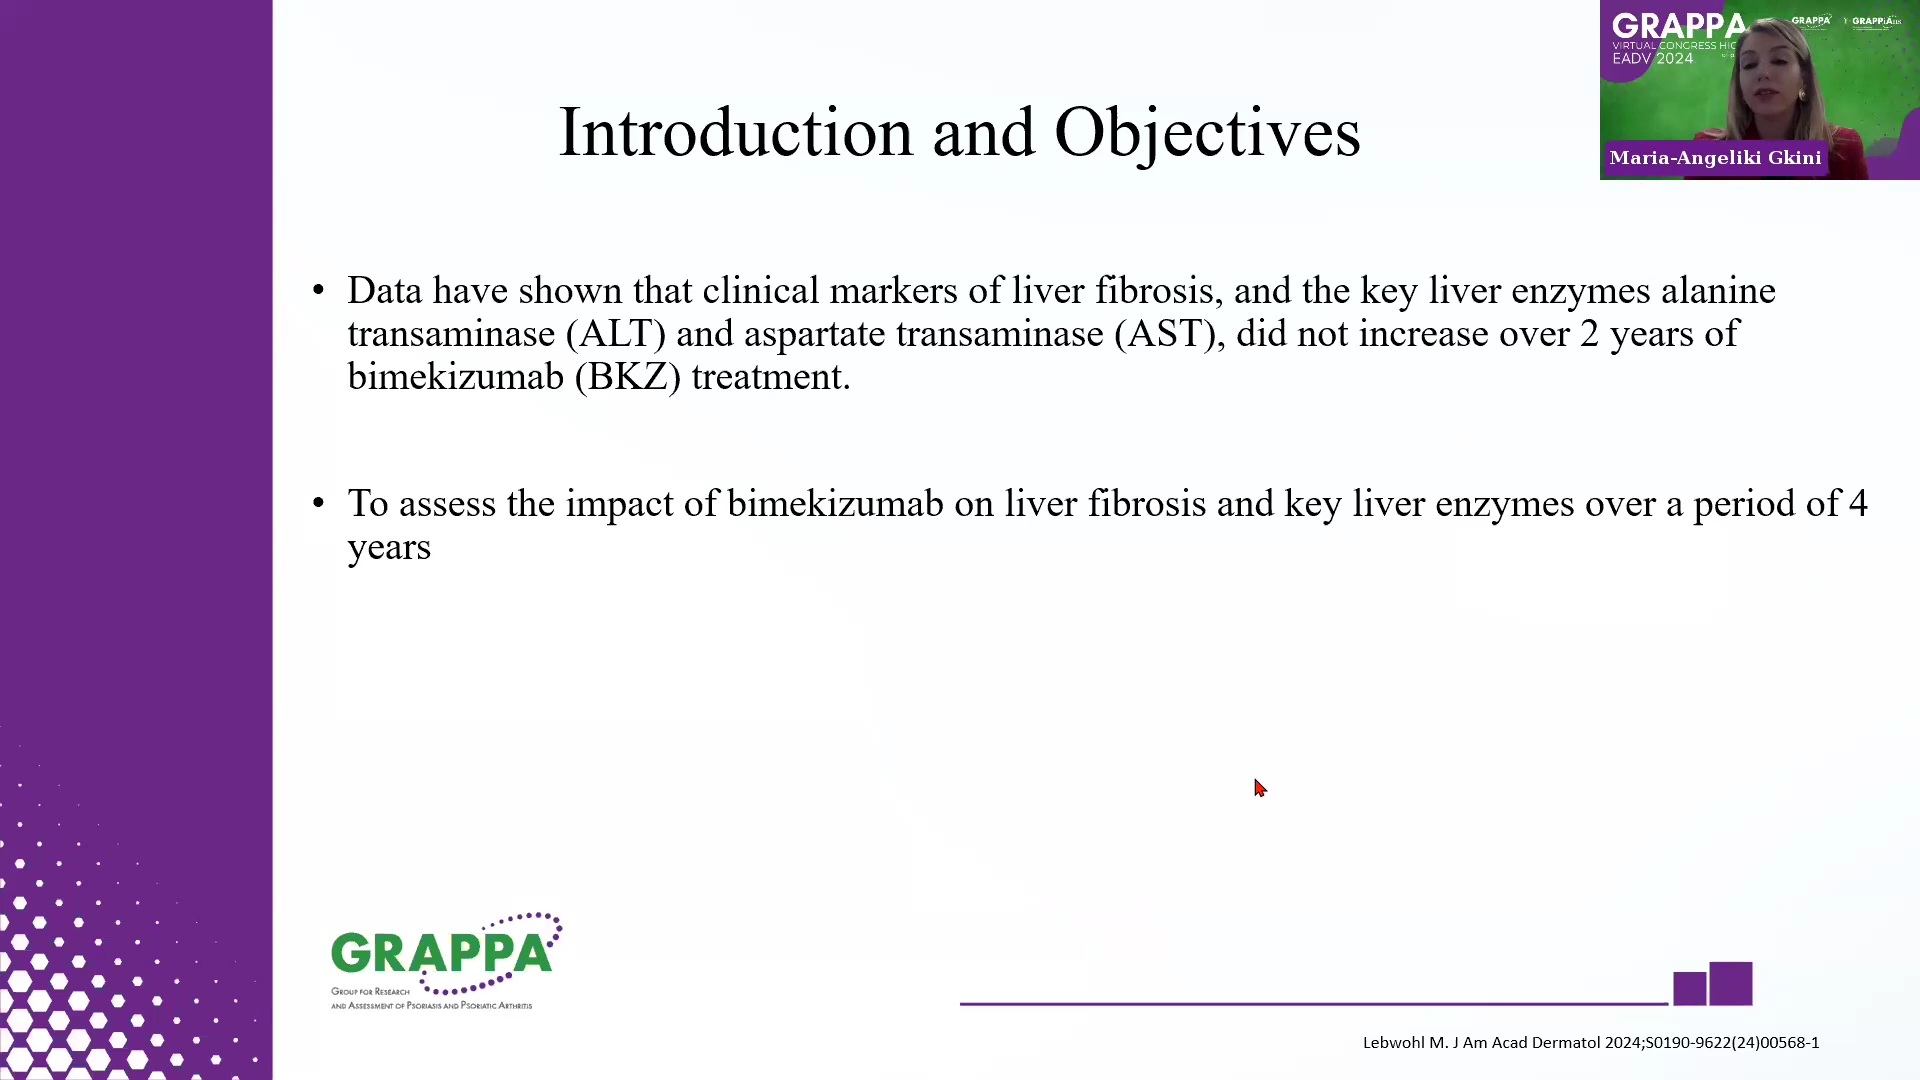 Introduction and Objectives
GRAPPA
VIRTUAL CONGRESS HIG
EADV 2024
GRAPPA
GRAPPAians
Maria-Angeliki Gkini
• Data have shown that clinical markers of liver fibrosis, and the key liver enzymes alanine
transaminase (ALT) and aspartate transaminase (AST), did not increase over 2 years of
bimekizumab (BKZ) treatment.
• To assess the impact of bimekizumab on liver fibrosis and key liver enzymes over a period of 4
years
GRAPPA
Group for Research
and Assessment of Psoriasis and Psoriatic Arthritis
Lebwohl M. J Am Acad Dermatol 2024;S0190-9622(24)00568-1